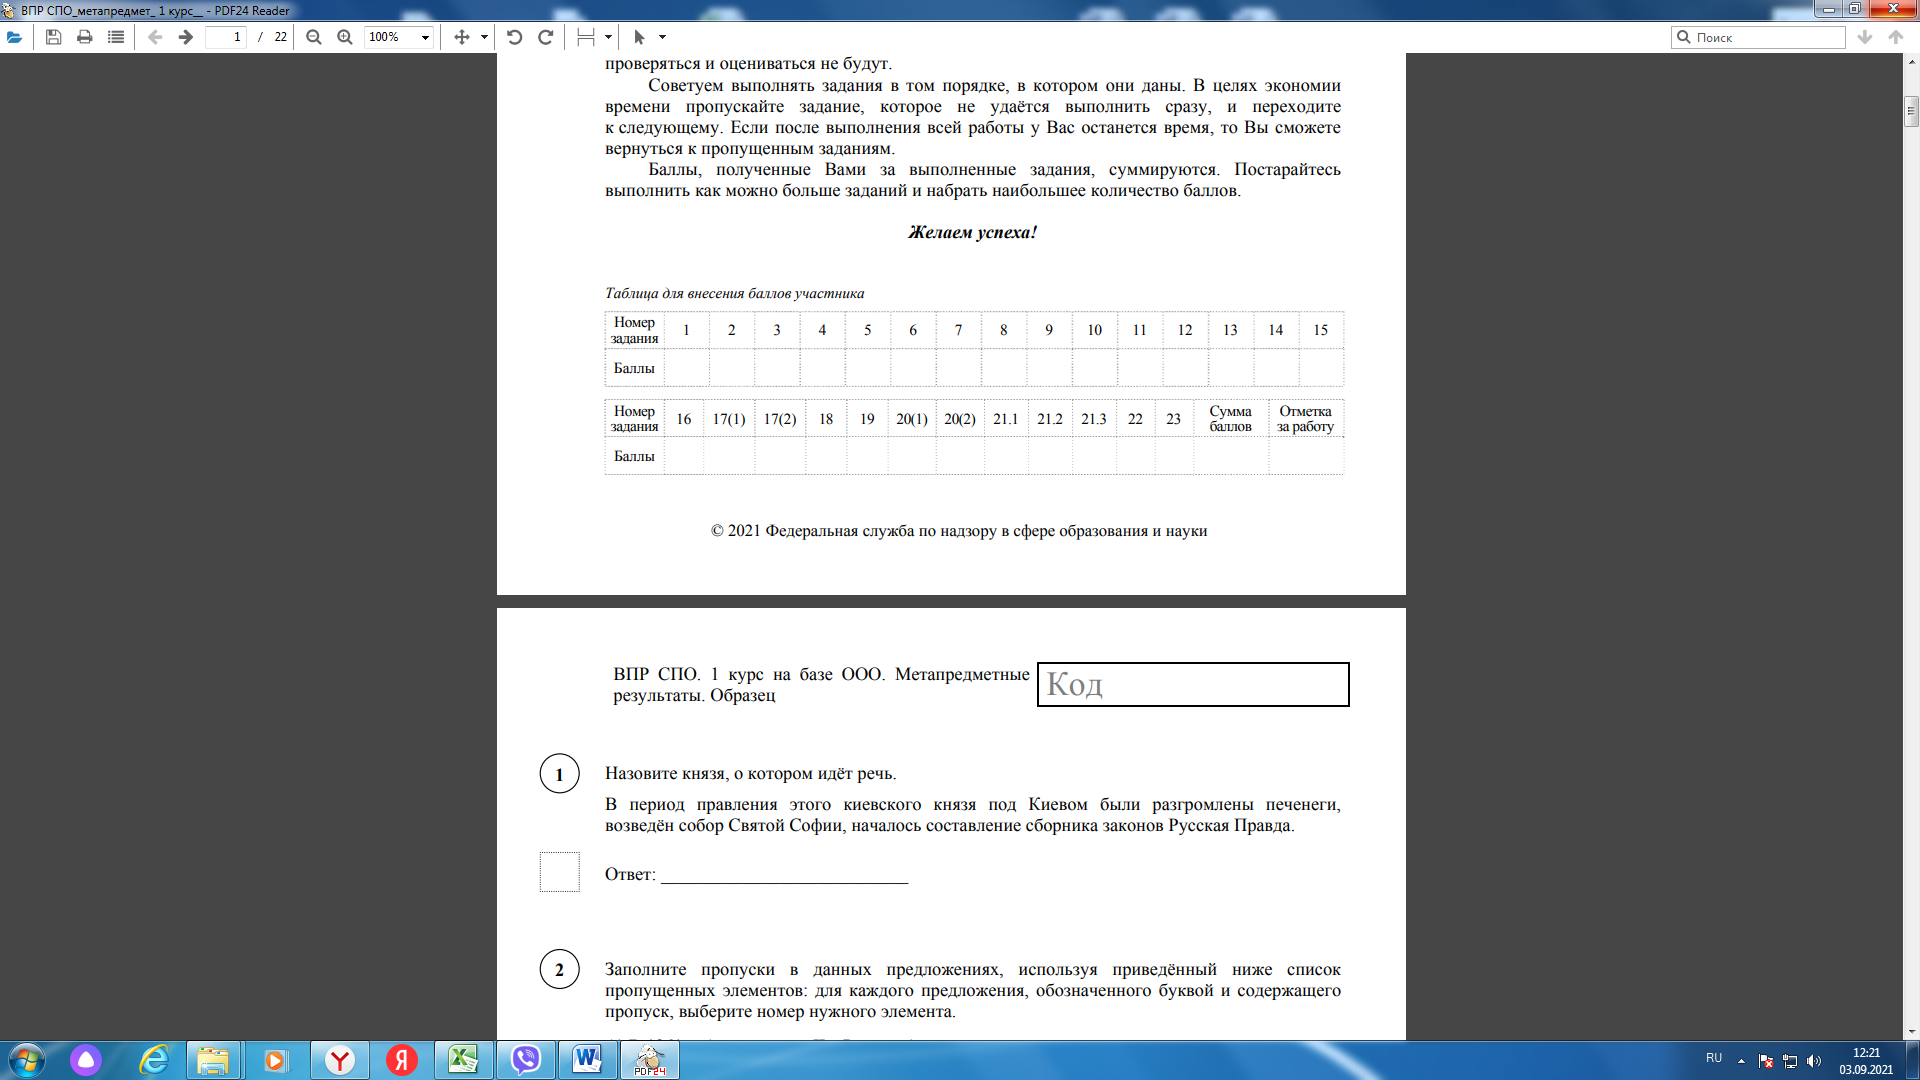 ВПР СПО_метапредмет_ 1 курс__ - PDF24 Reader
1 / 22 100% Поиск
проверяться и оцениваться не будут.
Советуем выполнять задания в том порядке, в котором они даны. В целях экономии
времени пропускайте задание, которое не удаётся выполнить сразу, и переходите
к следующему. Если после выполнения всей работы у Вас останется время, то Вы сможете
вернуться к пропущенным заданиям.
Баллы, полученные Вами за выполненные задания, суммируются. Постарайтесь
выполнить как можно больше заданий и набрать наибольшее количество баллов.
Желаем успеха!
Таблица для внесения баллов участника
Номер задания 1 2 3 4 5 6 7 8 9 10 11 12 13 14 15
Баллы
Номер задания 16 17(1) 17(2) 18 19 20(1) 20(2) 21.1 21.2 21.3 22 23 Сумма баллов Отметка за работу
Баллы
© 2021 Федеральная служба по надзору в сфере образования и науки
ВПР СПО. 1 курс на базе ООО. Метапредметные
результаты. Образец
Код
1 Назовите князя, о котором идёт речь.
В период правления этого киевского князя под Киевом были разгромлены печенеги,
возведён собор Святой Софии, началось составление сборника законов Русская Правда.
Ответ: ___________________________
2 Заполните пропуски в данных предложениях, используя приведённый ниже список
пропущенных элементов: для каждого предложения, обозначенного буквой и содержащего
пропуск, выберите номер нужного элемента.
PDF24
RU
12:21
03.09.2021